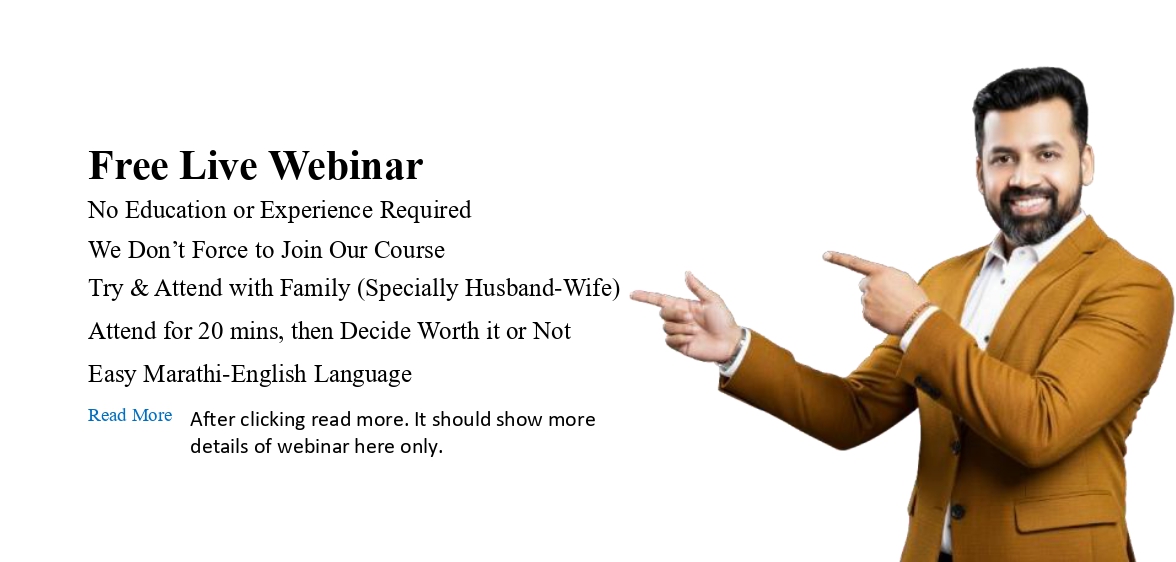 Free Live Webinar
No Education or Experience Required
We Don’t Force to Join Our Course
Try & Attend with Family (Specially Husband-Wife)
Attend for 20 mins, then Decide Worth it or Not
Easy Marathi-English Language
Read More
After clicking read more. It should show more
details of webinar here only.